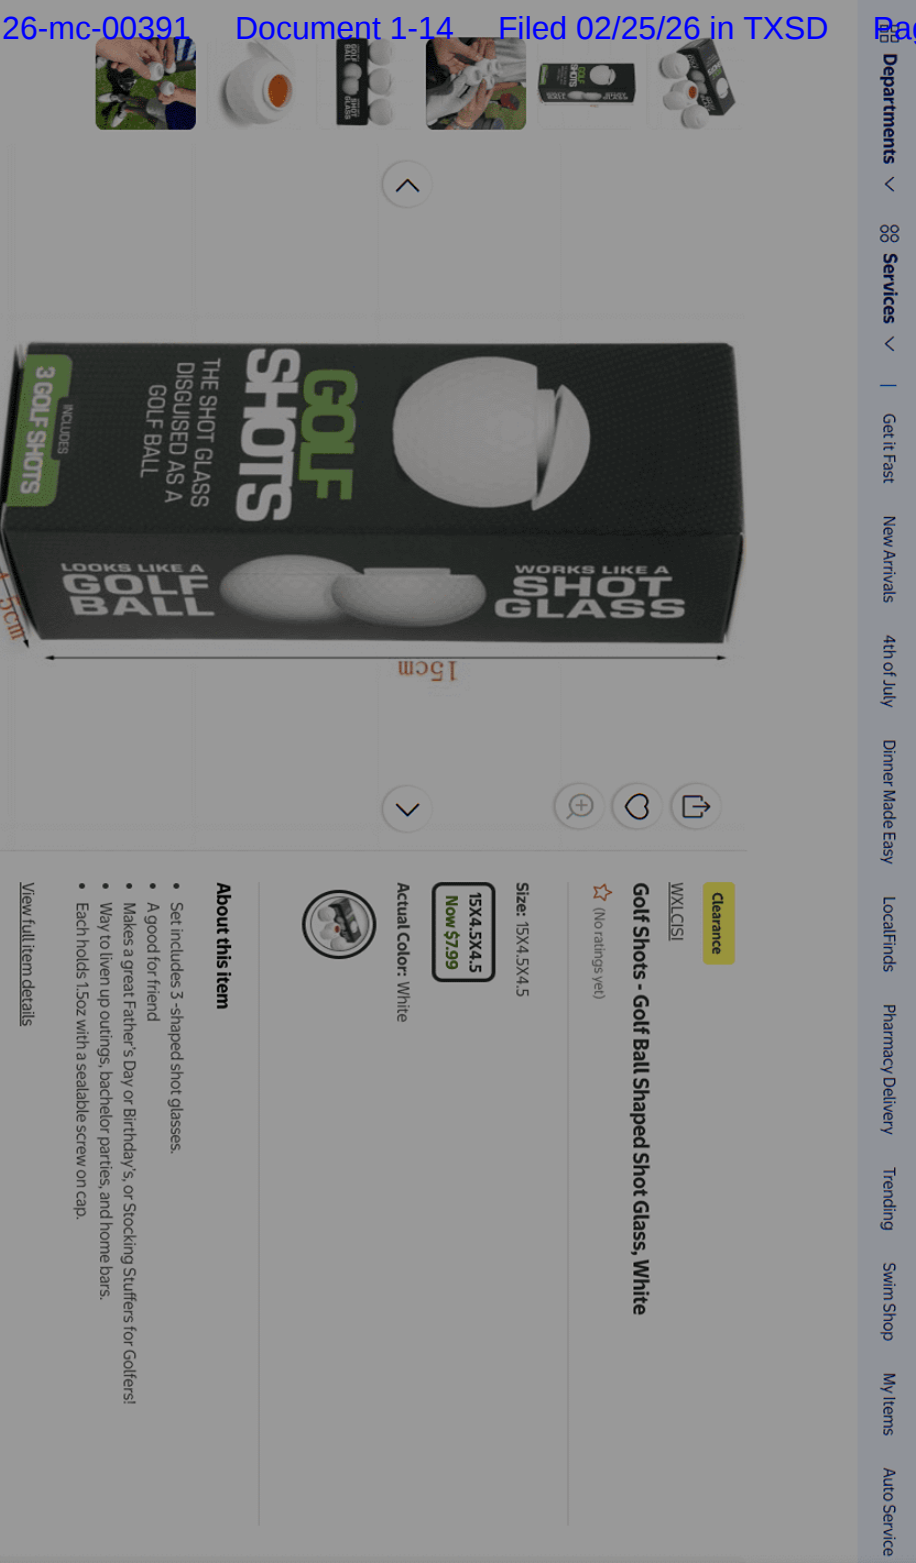 26-mc-00391 Document 1-14 Filed 02/25/26 in TXSD
Departments
Services
Get it Fast
New Arrivals
4th of July
Dinner Made Easy
LocalFinds
Pharmacy Delivery
Trending
Swim Shop
My Items
Auto Service
GOLF
SHOTS
THE SHOT GLASS
DISGUISED AS A
GOLF BALL
INCLUDES
3 GOLF SHOTS
WORKS LIKE A
SHOT
GLASS
LOOKS LIKE A
GOLF
BALL
15cm
5cm
Clearance
WXLCISI
Golf Shots - Golf Ball Shaped Shot Glass, White
(No ratings yet)
Size: 15X4.5X4.5
15X4.5X4.5
Now $7.99
Actual Color: White
About this item
• Set includes 3 -shaped shot glasses.
• A good for friend
• Makes a great Father's Day or Birthday's, or Stocking Stuffers for Golfers!
• Way to liven up outings, bachelor parties, and home bars.
• Each holds 1.5oz with a sealable screw on cap.
View full item details